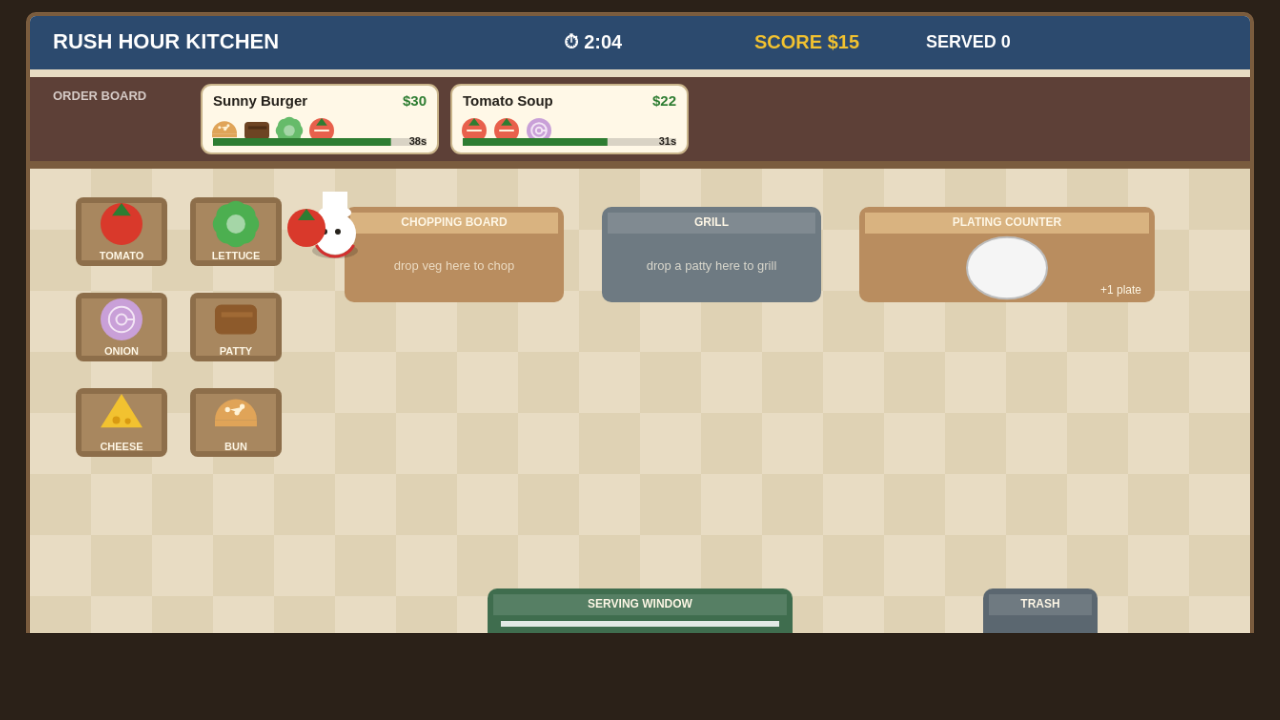 RUSH HOUR KITCHEN
⏱ 2:04
SCORE $15
SERVED 0
ORDER BOARD
Sunny Burger $30
38s
Tomato Soup $22
31s
TOMATO
LETTUCE
CHOPPING BOARD
drop veg here to chop
GRILL
drop a patty here to grill
PLATING COUNTER
+1 plate
ONION
PATTY
CHEESE
BUN
SERVING WINDOW
TRASH